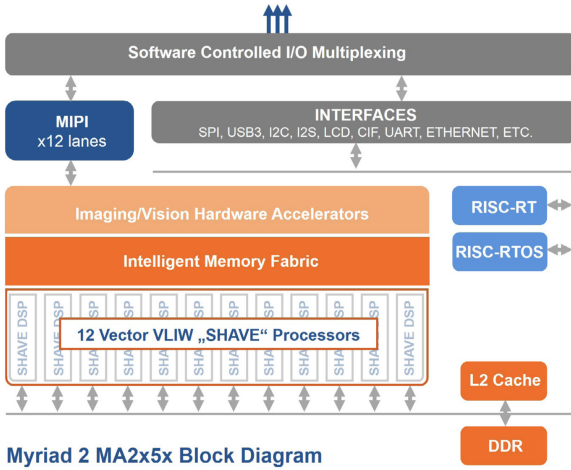 Software Controlled I/O Multiplexing
MIPI
x12 lanes
INTERFACES
SPI, USB3, I2C, I2S, LCD, CIF, UART, ETHERNET, ETC.
Imaging/Vision Hardware Accelerators
RISC-RT
Intelligent Memory Fabric
RISC-RTOS
SHAVE DSP
SHAVE DSP
SHAVE DSP
SHAVE DSP
SHAVE DSP
SHAVE DSP
SHAVE DSP
SHAVE DSP
SHAVE DSP
SHAVE DSP
SHAVE DSP
SHAVE DSP
12 Vector VLIW „SHAVE“ Processors
L2 Cache
DDR
Myriad 2 MA2x5x Block Diagram